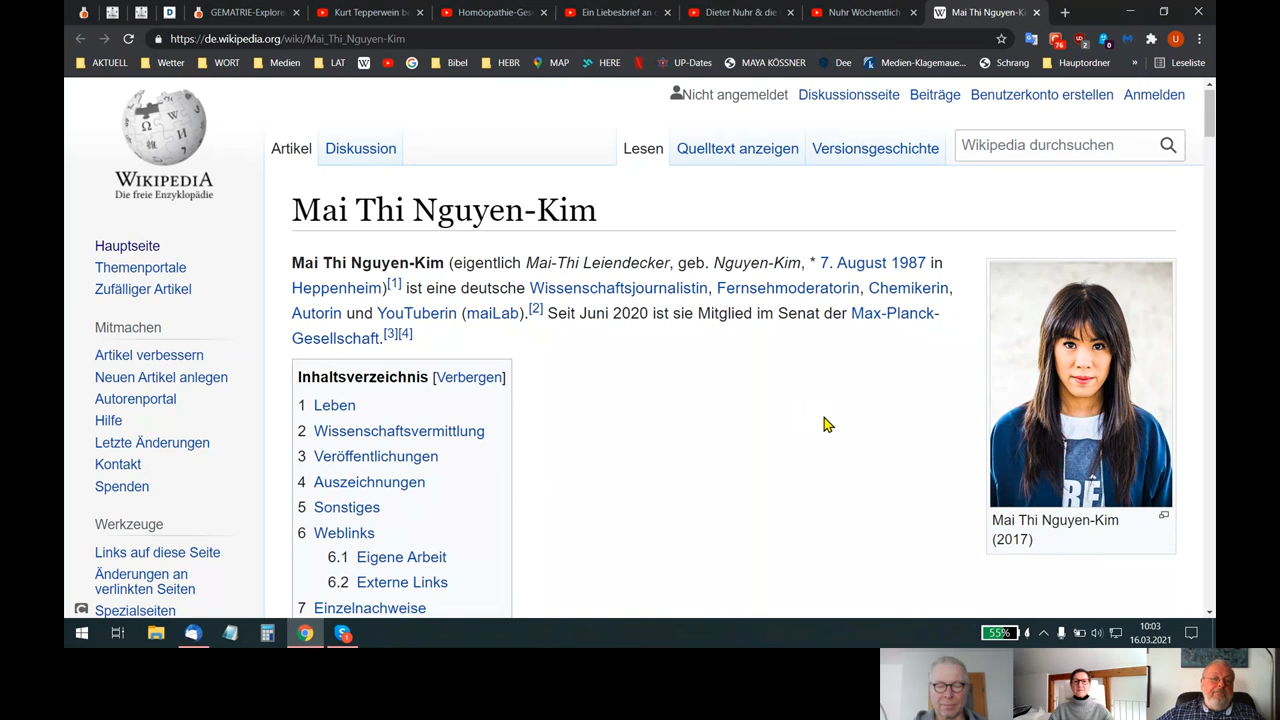 GEMATRIE-Explore
Kurt Tepperwein b
Homöopathie-Ges
Ein Liebesbrief an
Dieter Nuhr & die
Nuhr Wöchentlich
Mai Thi Nguyen-Ki
https://de.wikipedia.org/wiki/Mai_Thi_Nguyen-Kim
AKTUELL
Wetter
WORT
Medien
LAT
Bibel
HEBR
MAP
HERE
UP-Dates
MAYA KÖSSNER
Dee
Medien-Klagemaue...
Schrang
Hauptordner
»
Leseliste
Nicht angemeldet Diskussionsseite Beiträge Benutzerkonto erstellen Anmelden
WIKIPEDIA
Die freie Enzyklopädie
Artikel Diskussion Lesen Quelltext anzeigen Versionsgeschichte Wikipedia durchsuchen
Hauptseite
Themenportale
Zufälliger Artikel
Mitmachen
Artikel verbessern
Neuen Artikel anlegen
Autorenportal
Hilfe
Letzte Änderungen
Kontakt
Spenden
Werkzeuge
Links auf diese Seite
Änderungen an
verlinkten Seiten
Spezialseiten
Mai Thi Nguyen-Kim
Mai Thi Nguyen-Kim (eigentlich Mai-Thi Leiendecker, geb. Nguyen-Kim, * 7. August 1987 in
Heppenheim)[1] ist eine deutsche Wissenschaftsjournalistin, Fernsehmoderatorin, Chemikerin,
Autorin und YouTuberin (maiLab).[2] Seit Juni 2020 ist sie Mitglied im Senat der Max-Planck-
Gesellschaft.[3][4]
Inhaltsverzeichnis [Verbergen]
1 Leben
2 Wissenschaftsvermittlung
3 Veröffentlichungen
4 Auszeichnungen
5 Sonstiges
6 Weblinks
6.1 Eigene Arbeit
6.2 Externe Links
7 Einzelnachweise
Mai Thi Nguyen-Kim
(2017)
55%
10:03
16.03.2021